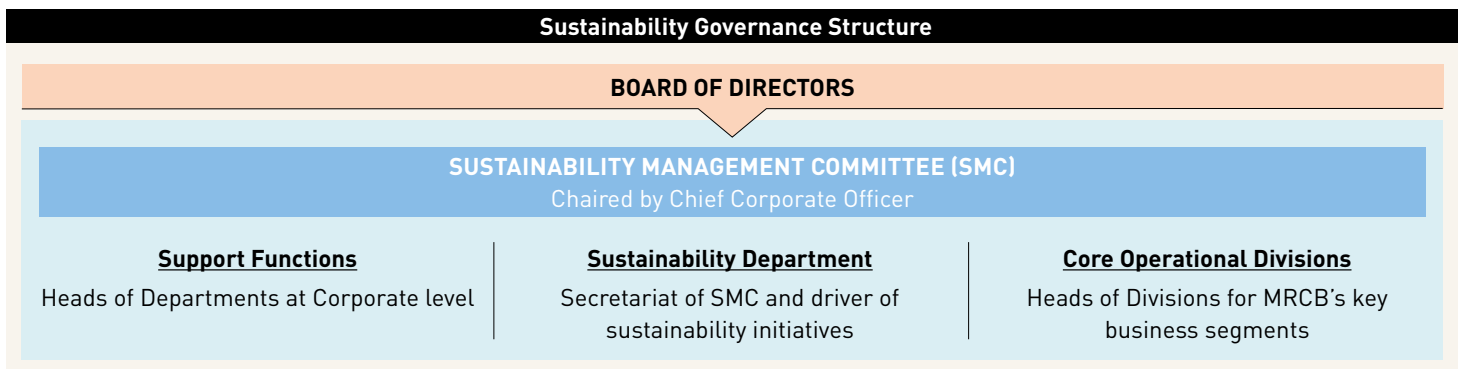 Sustainability Governance Structure
BOARD OF DIRECTORS
SUSTAINABILITY MANAGEMENT COMMITTEE (SMC)
Chaired by Chief Corporate Officer
Support Functions
Heads of Departments at Corporate level
Sustainability Department
Secretariat of SMC and driver of
sustainability initiatives
Core Operational Divisions
Heads of Divisions for MRCB’s key
business segments